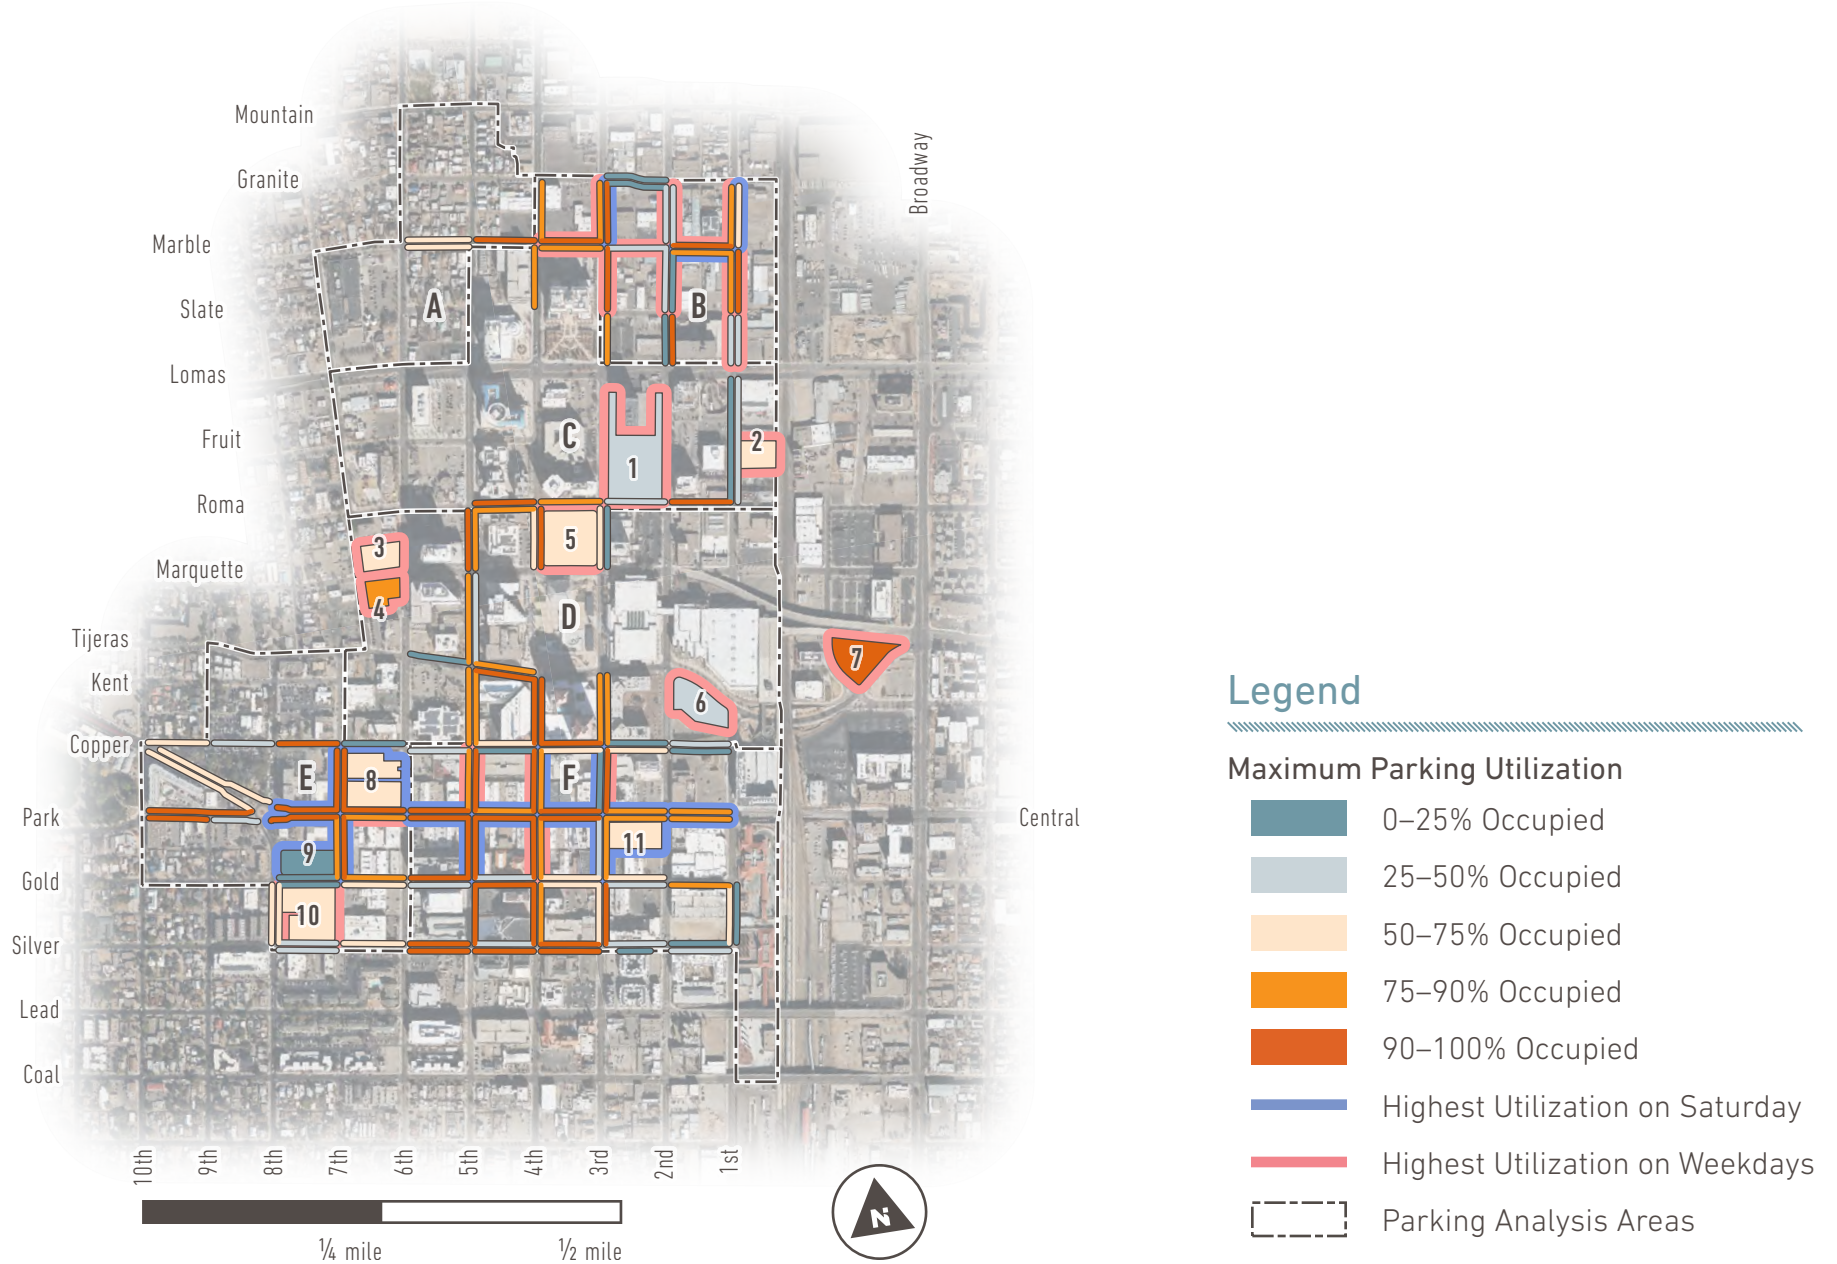 Mountain
Granite
Marble
Slate
Lomas
Fruit
Roma
Marquette
Tijeras
Kent
Copper
Park
Gold
Silver
Lead
Coal
Broadway
Central
A
B
C
D
E
F
1
2
3
4
5
6
7
8
9
10
11
10th
9th
8th
7th
6th
5th
4th
3rd
2nd
1st
¼ mile
½ mile
N
Legend
Maximum Parking Utilization
0–25% Occupied
25–50% Occupied
50–75% Occupied
75–90% Occupied
90–100% Occupied
Highest Utilization on Saturday
Highest Utilization on Weekdays
Parking Analysis Areas